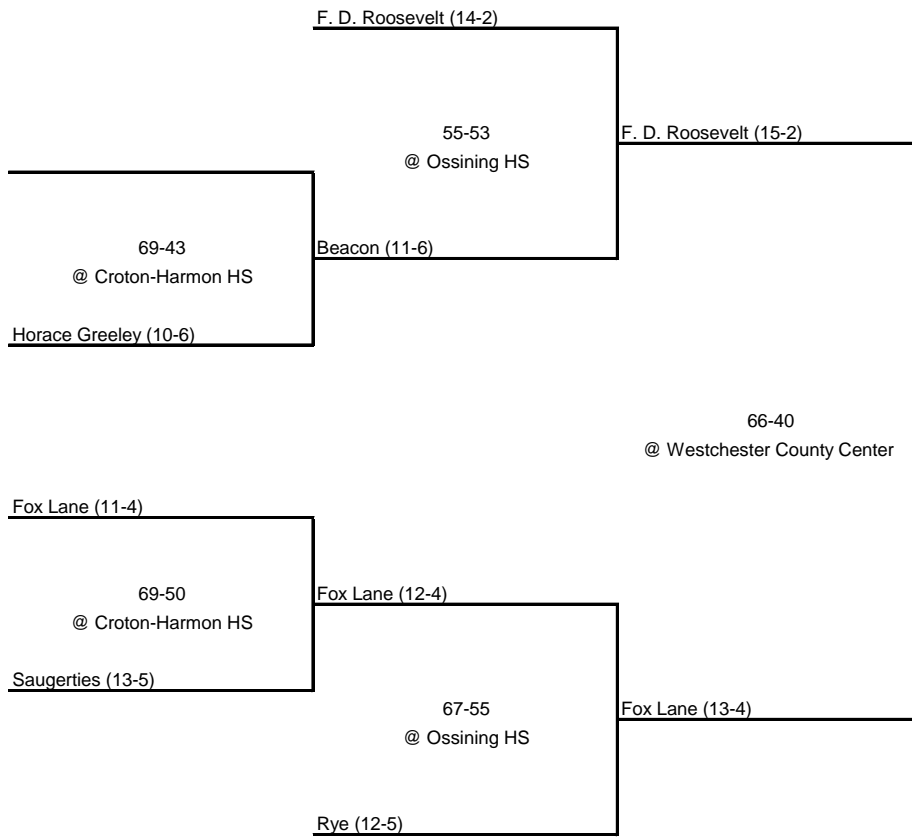 F. D. Roosevelt (14-2)
55-53
@ Ossining HS
F. D. Roosevelt (15-2)
69-43
@ Croton-Harmon HS
Beacon (11-6)
Horace Greeley (10-6)
66-40
@ Westchester County Center
Fox Lane (11-4)
69-50
@ Croton-Harmon HS
Fox Lane (12-4)
Saugerties (13-5)
67-55
@ Ossining HS
Fox Lane (13-4)
Rye (12-5)